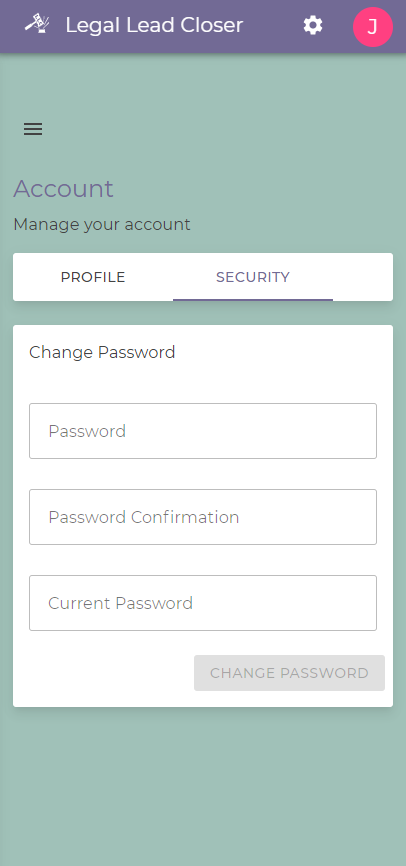 Legal Lead Closer
J
Account
Manage your account
PROFILE
SECURITY
Change Password
Password
Password Confirmation
Current Password
CHANGE PASSWORD